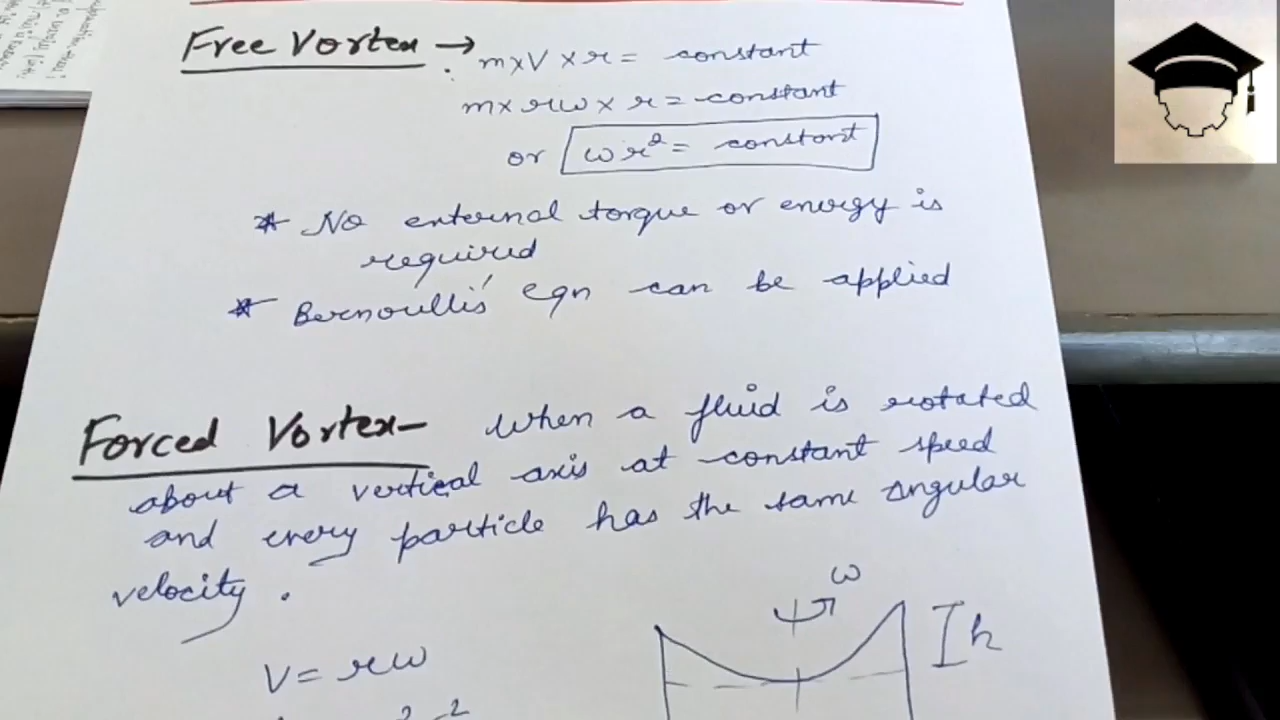 Free Vortex → m×V×r = constant
m× rω × r = constant
or ωr² = constant
* No external torque or energy is
required
* Bernoullis' eqn can be applied
Forced Vortex- When a fluid is rotated
about a vertical axis at constant speed
and every particle has the same angular
velocity.
ω
h
V = rω